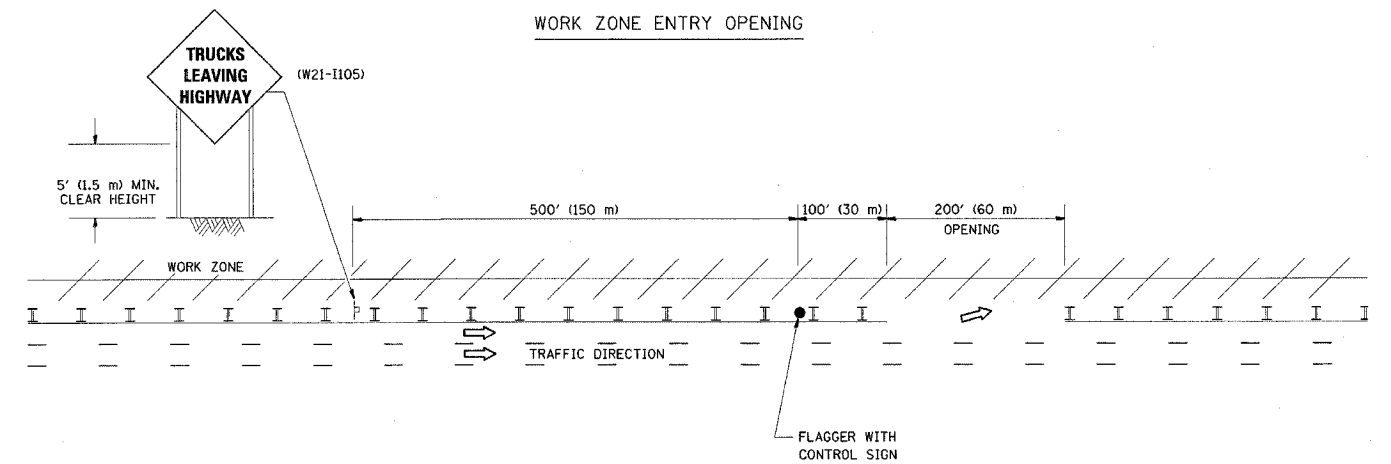 WORK ZONE ENTRY OPENING
TRUCKS
LEAVING
HIGHWAY
(W21-I105)
5' (1.5 m) MIN.
CLEAR HEIGHT
500' (150 m)
100' (30 m)
200' (60 m)
OPENING
WORK ZONE
TRAFFIC DIRECTION
FLAGGER WITH
CONTROL SIGN